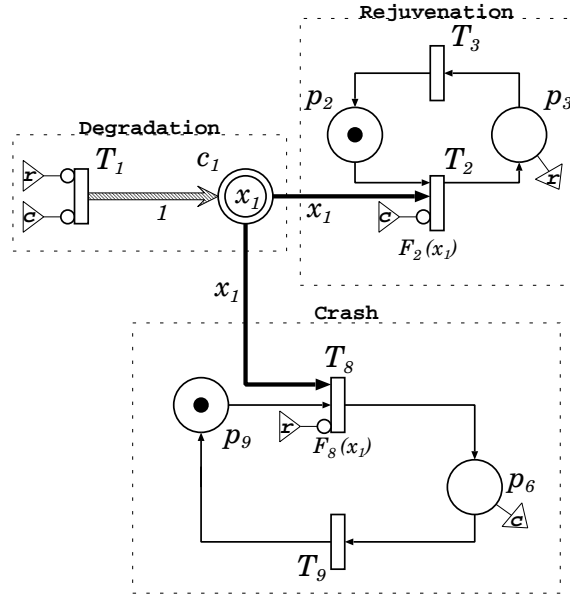 Rejuvenation
T3
p2
p3
Degradation
T1
c1
T2
r
x1
r
c
1
x1
c
F2(x1)
x1
Crash
T8
p9
r
F8(x1)
p6
c
T9